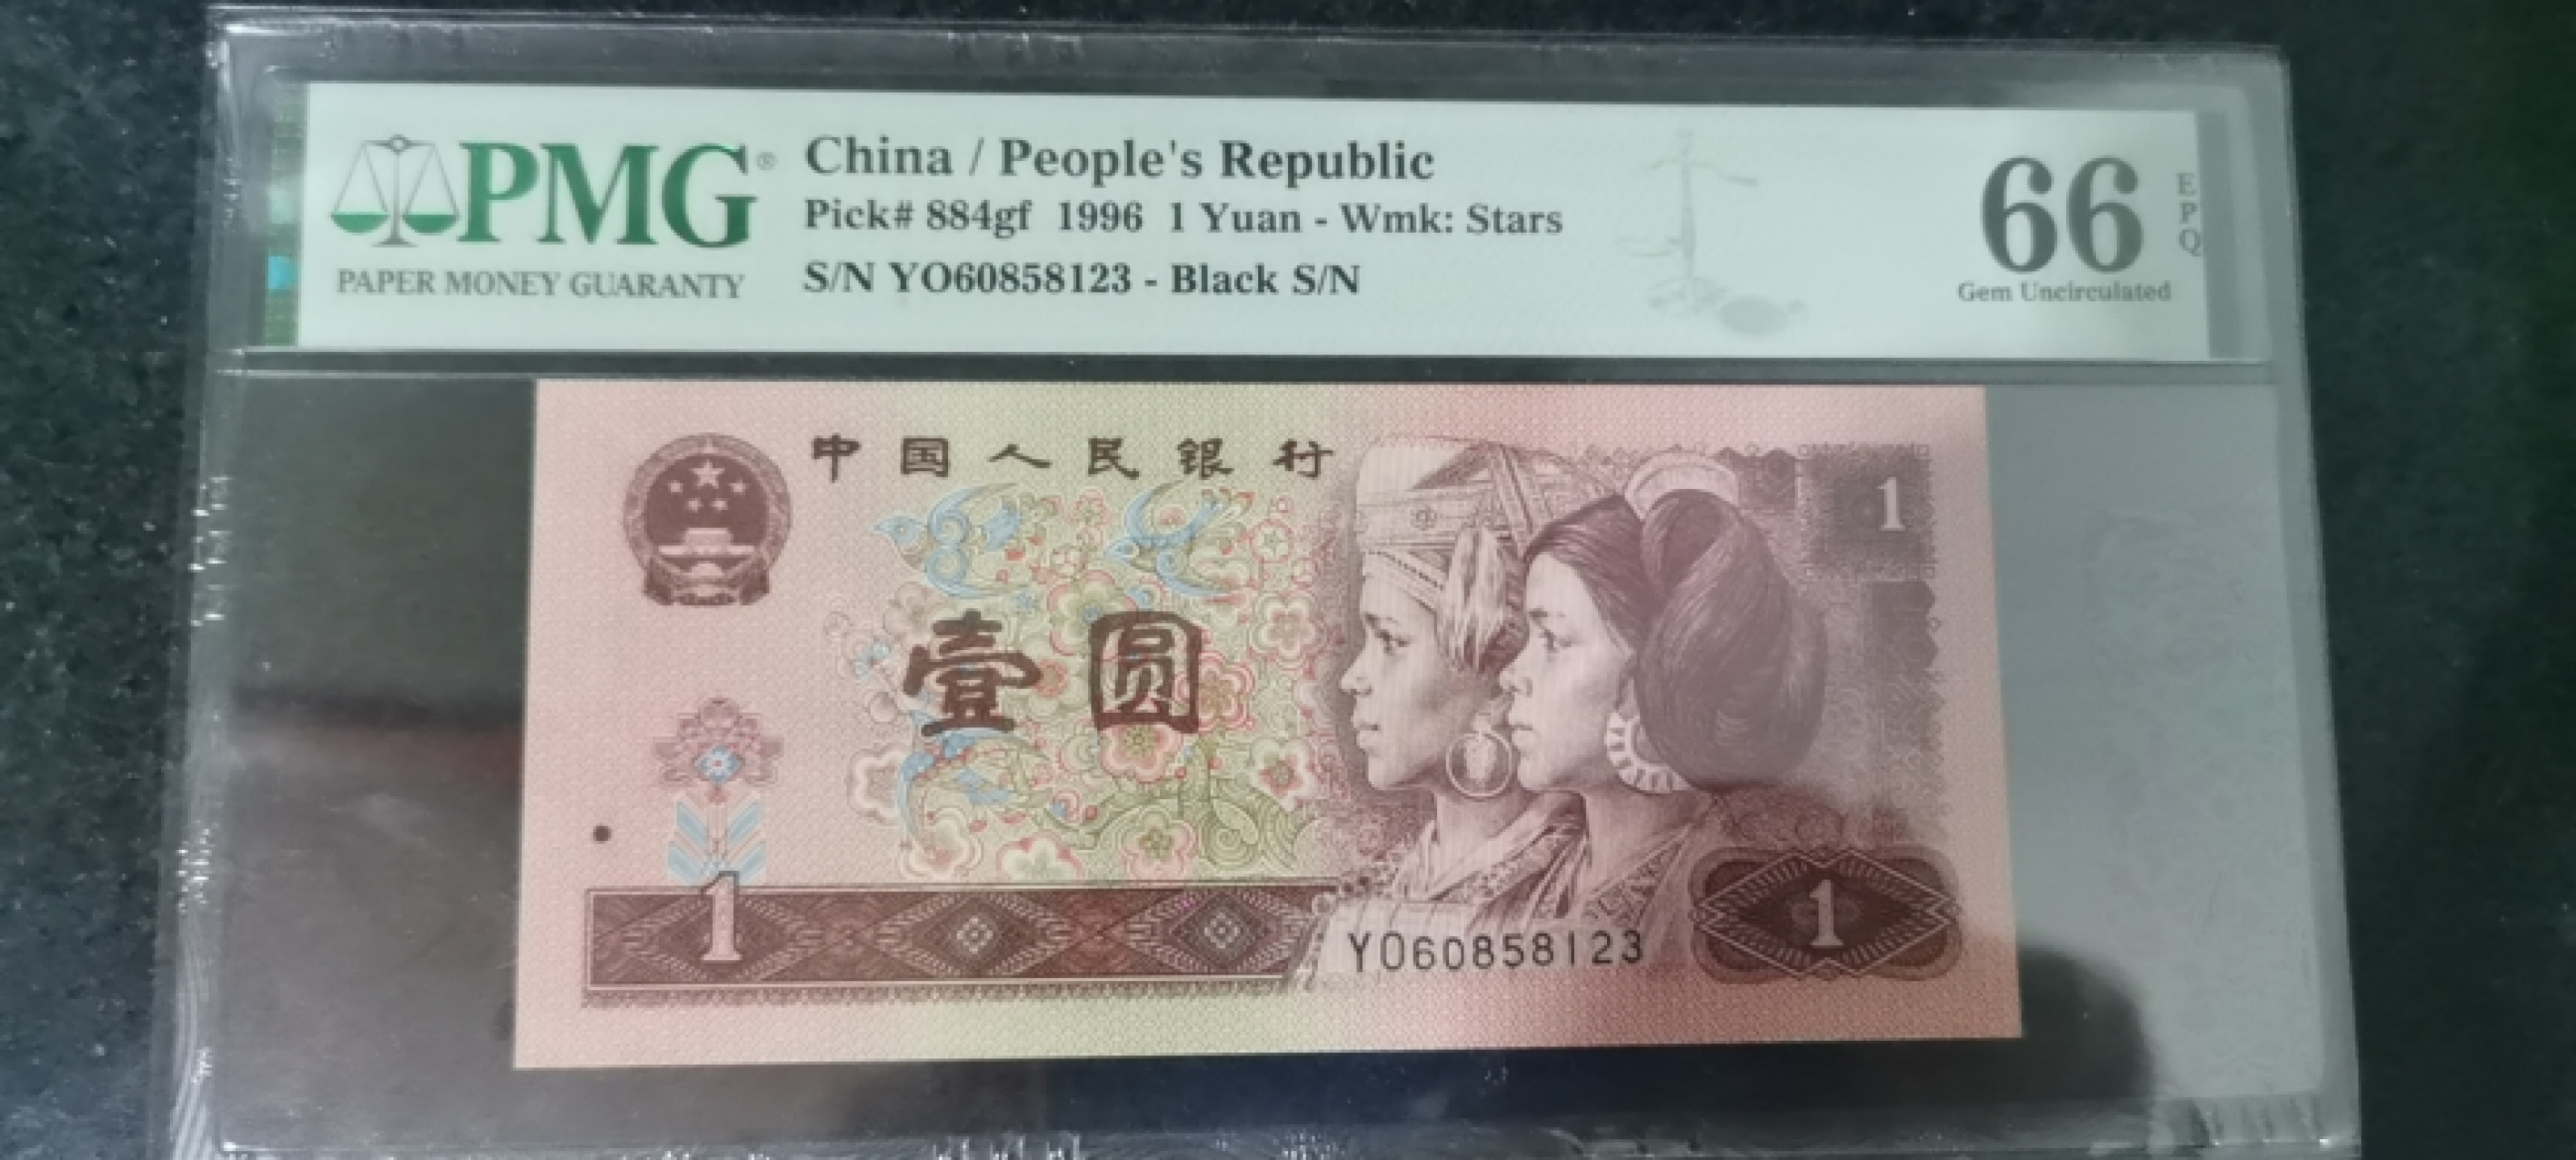 PMG®
PAPER MONEY GUARANTY
China / People's Republic
Pick# 884gf 1996 1 Yuan - Wmk: Stars
S/N YO60858123 - Black S/N
66
EPQ
Gem Uncirculated
中国人民银行
1
壹圆
1
YO60858123
1